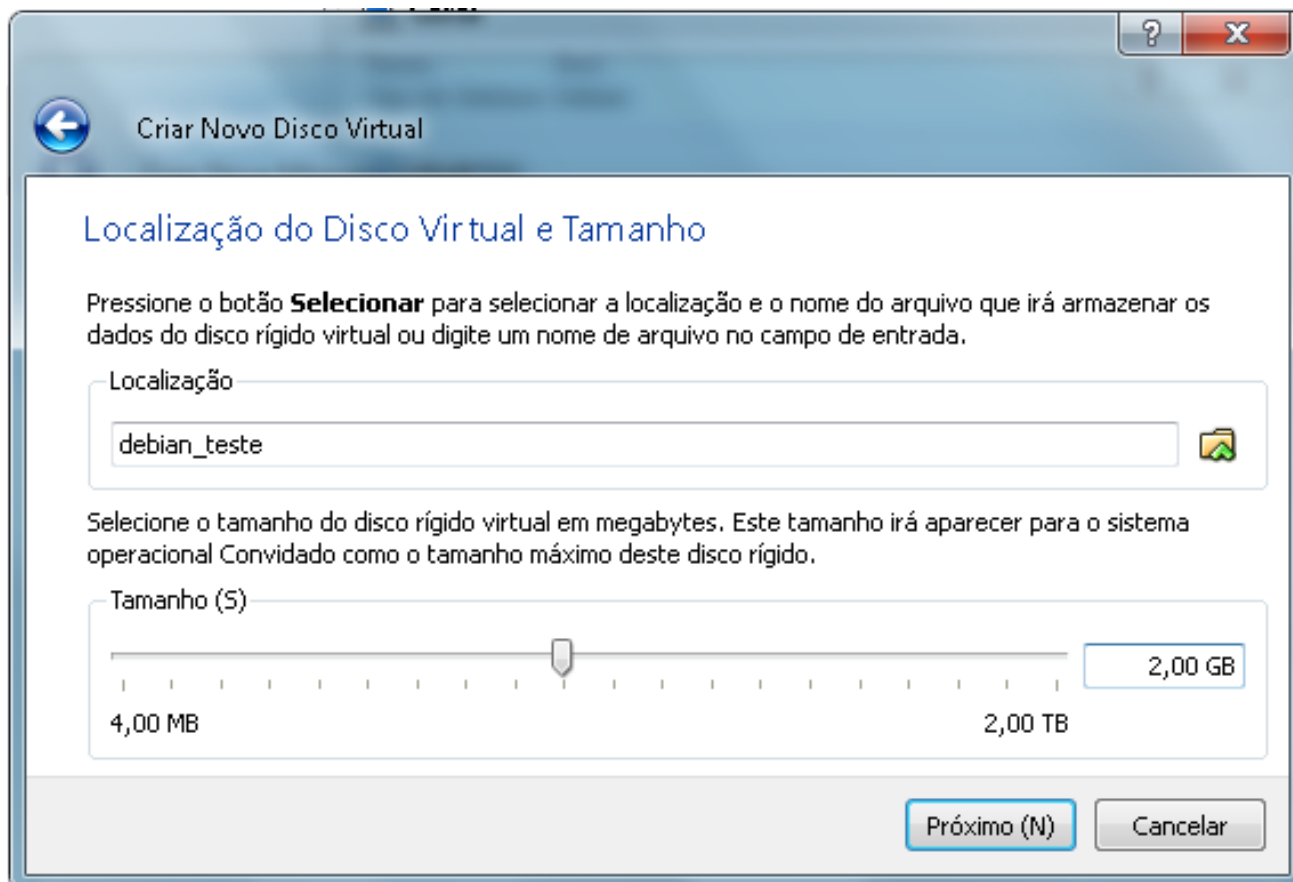 ?
x
Criar Novo Disco Virtual
Localização do Disco Virtual e Tamanho
Pressione o botão Selecionar para selecionar a localização e o nome do arquivo que irá armazenar os
dados do disco rígido virtual ou digite um nome de arquivo no campo de entrada.
Localização
debian_teste
Selecione o tamanho do disco rígido virtual em megabytes. Este tamanho irá aparecer para o sistema
operacional Convidado como o tamanho máximo deste disco rígido.
Tamanho (S)
2,00 GB
4,00 MB
2,00 TB
Próximo (N)
Cancelar